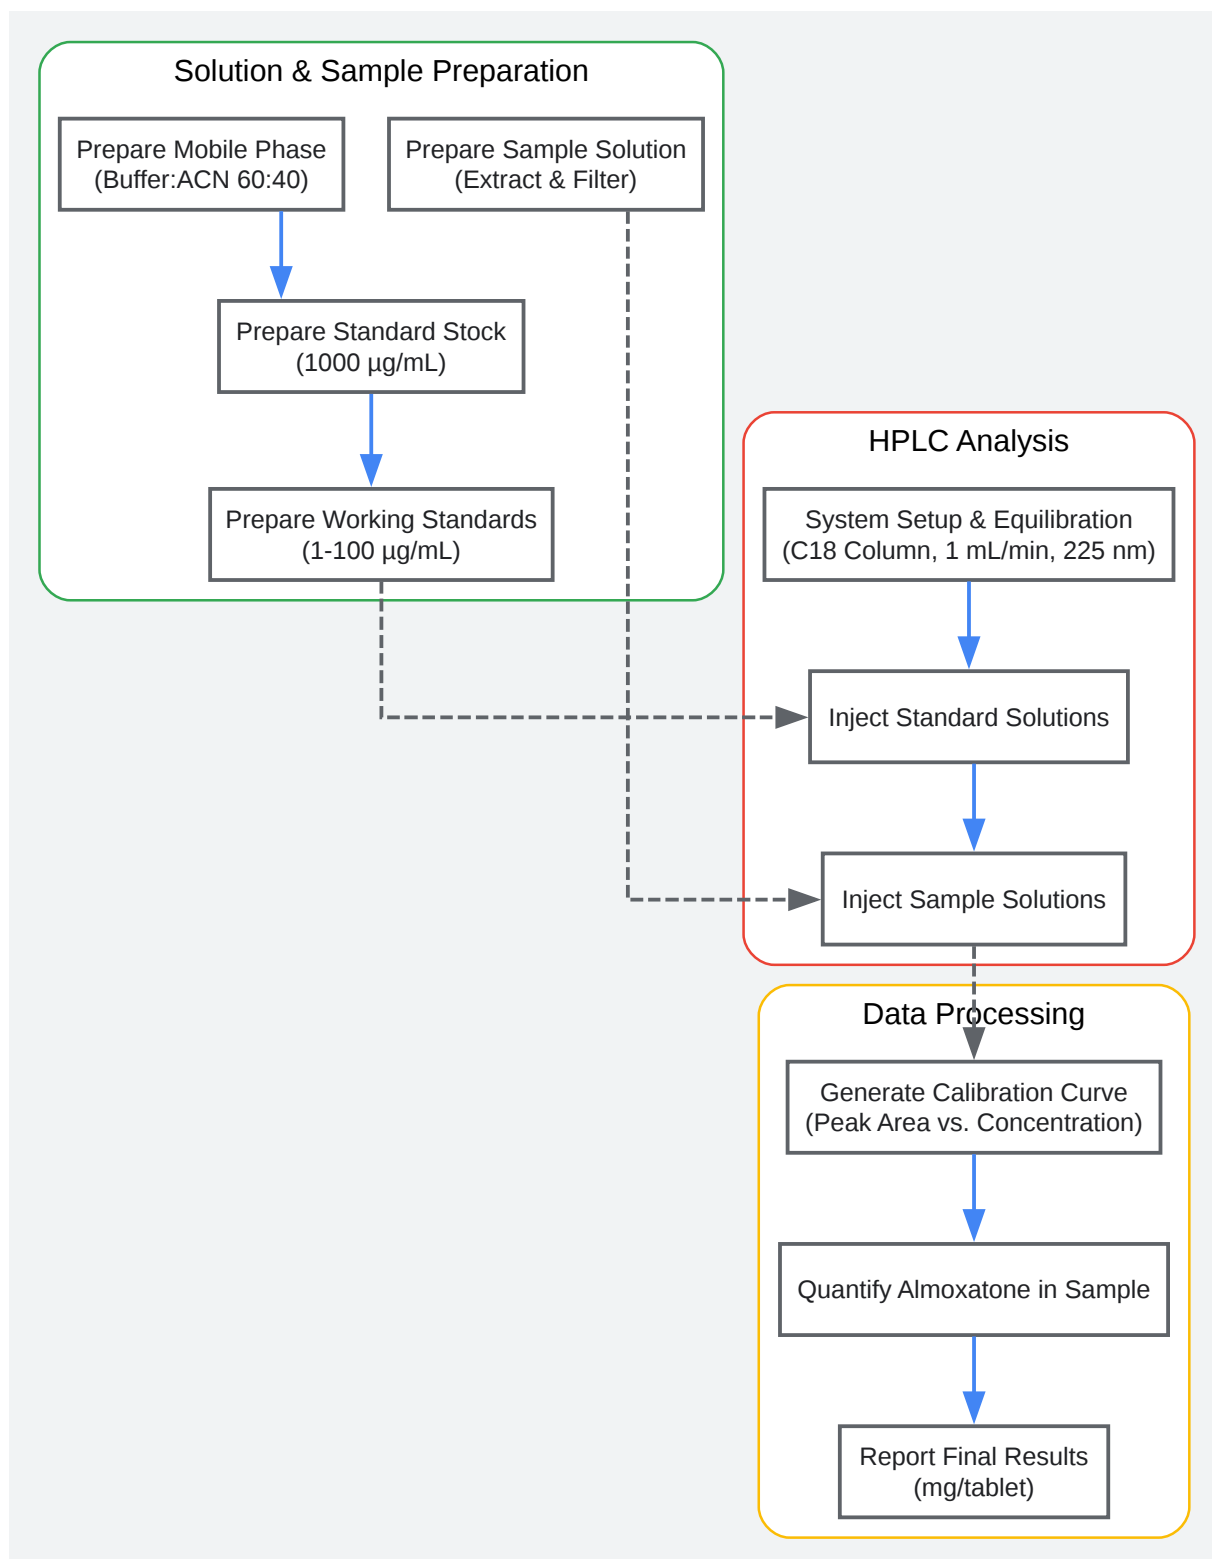 Solution & Sample Preparation
Prepare Mobile Phase
(Buffer:ACN 60:40)
Prepare Sample Solution
(Extract & Filter)
Prepare Standard Stock
(1000 µg/mL)
Prepare Working Standards
(1-100 µg/mL)
HPLC Analysis
System Setup & Equilibration
(C18 Column, 1 mL/min, 225 nm)
Inject Standard Solutions
Inject Sample Solutions
Data Processing
Generate Calibration Curve
(Peak Area vs. Concentration)
Quantify Almoxatone in Sample
Report Final Results
(mg/tablet)